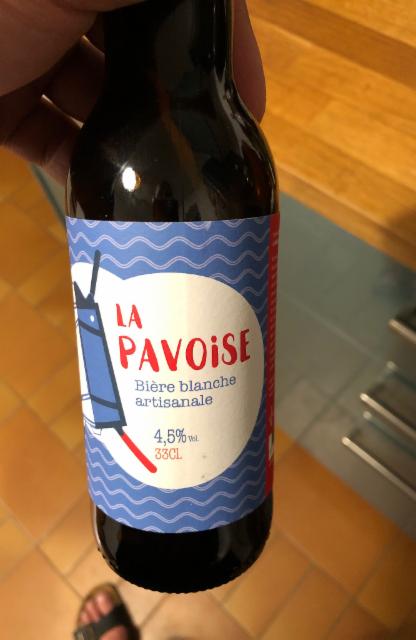 LA
PAVOiSE
Bière blanche
artisanale
4,5% Vol.
33CL